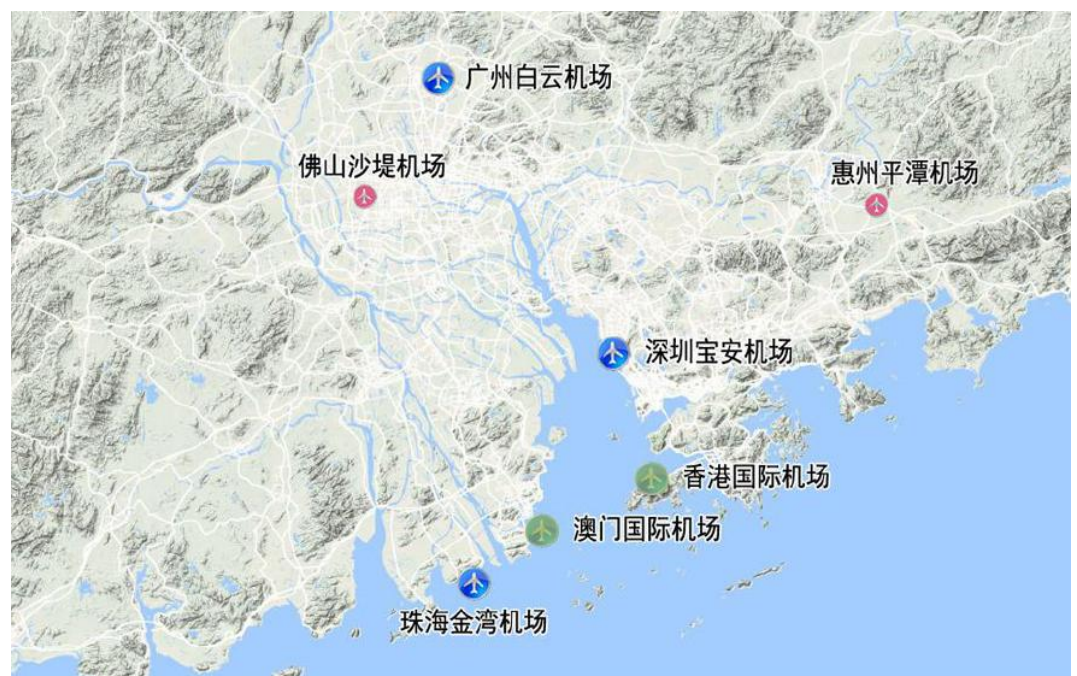 广州白云机场
佛山沙堤机场
惠州平潭机场
深圳宝安机场
香港国际机场
澳门国际机场
珠海金湾机场